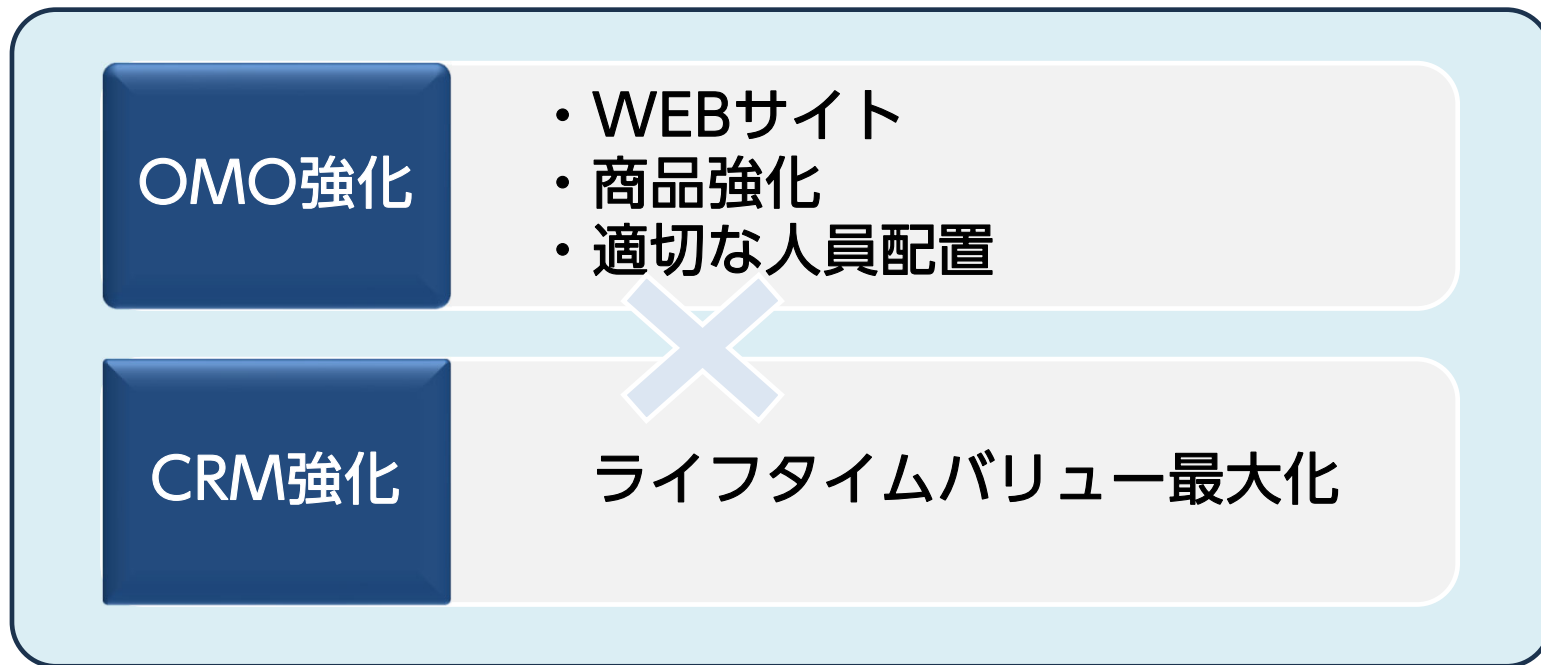 OMO強化
・WEBサイト
・商品強化
・適切な人員配置
CRM強化
ライフタイムバリュー最大化